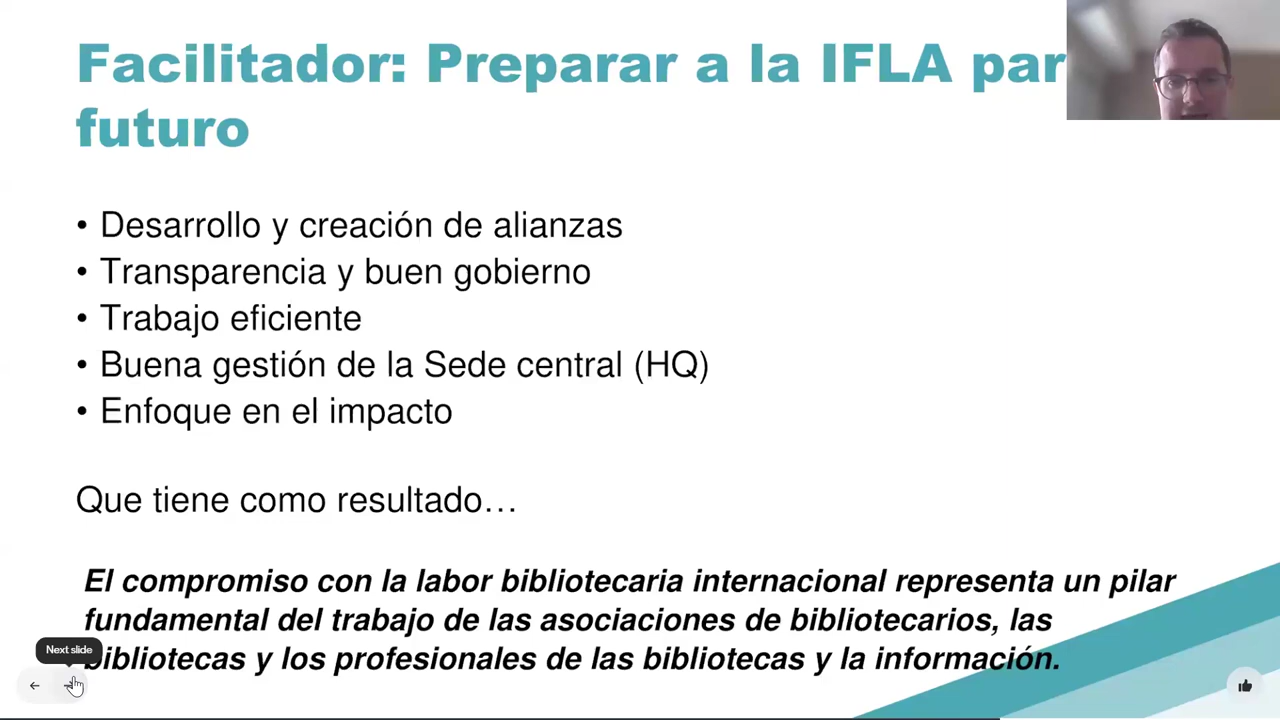 Facilitador: Preparar a la IFLA par
futuro
• Desarrollo y creación de alianzas
• Transparencia y buen gobierno
• Trabajo eficiente
• Buena gestión de la Sede central (HQ)
• Enfoque en el impacto
Que tiene como resultado…
El compromiso con la labor bibliotecaria internacional representa un pilar
fundamental del trabajo de las asociaciones de bibliotecarios, las
bibliotecas y los profesionales de las bibliotecas y la información.
Next slide